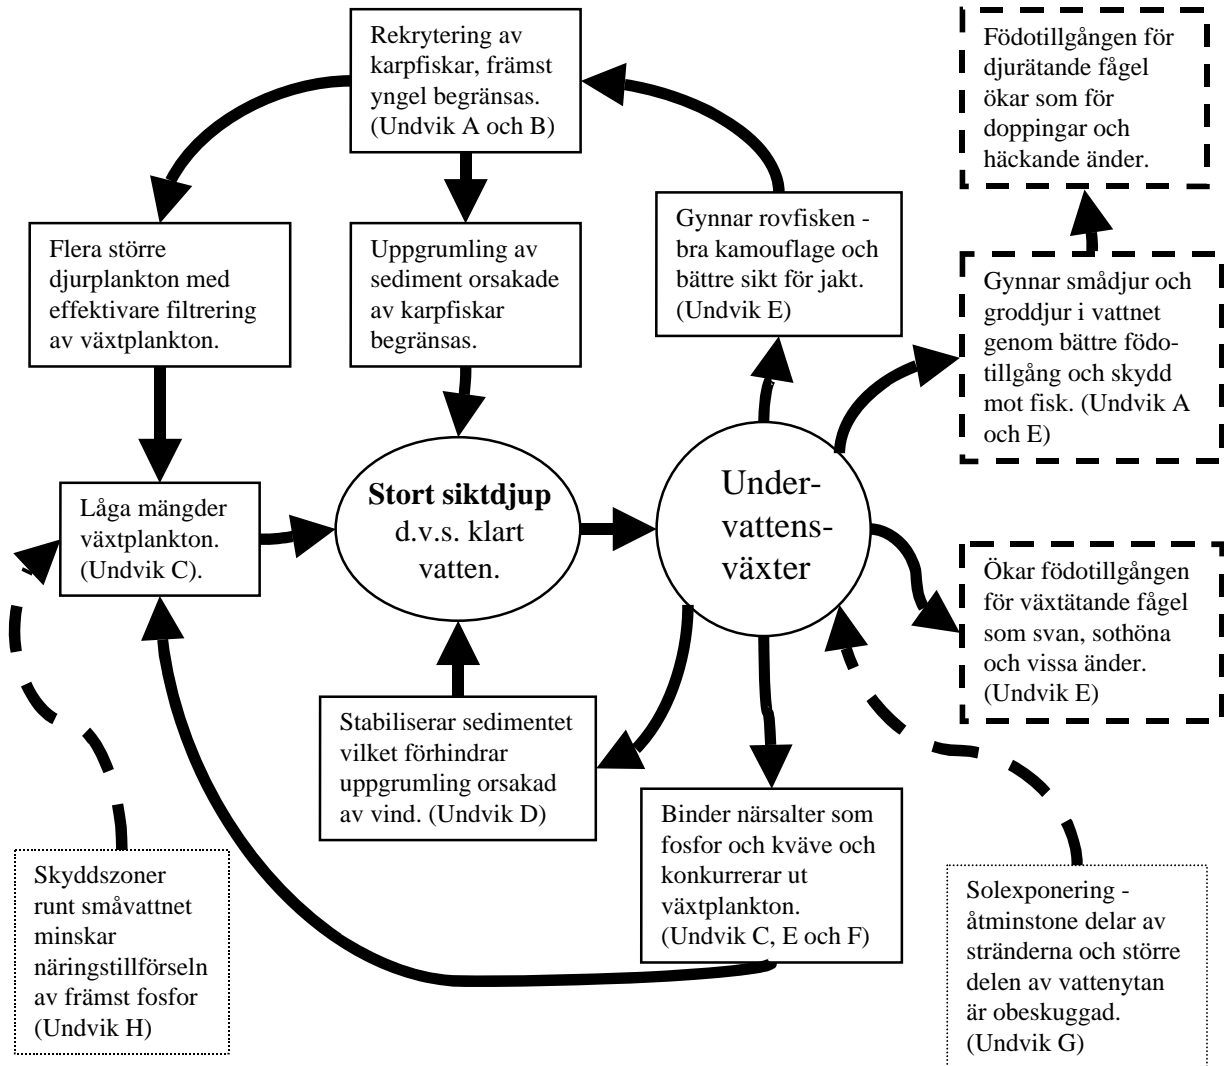 Rekrytering av
karpfiskar, främst
yngel begränsas.
(Undvik A och B)
Födotillgången för
djurätande fågel
ökar som för
doppingar och
häckande änder.
Flera större
djurplankton med
effektivare filtrering
av växtplankton.
Uppgrumling av
sediment orsakade
av karpfiskar
begränsas.
Gynnar rovfisken -
bra kamouflage och
bättre sikt för jakt.
(Undvik E)
Gynnar smådjur och
groddjur i vattnet
genom bättre födo-
tillgång och skydd
mot fisk. (Undvik A
och E)
Låga mängder
växtplankton.
(Undvik C).
Stort siktdjup
d.v.s. klart
vatten.
Under-
vattens-
växter
Ökar födotillgången
för växtätande fågel
som svan, sothöna
och vissa änder.
(Undvik E)
Stabiliserar sedimentet
vilket förhindrar
uppgrumling orsakad
av vind. (Undvik D)
Binder närsalter som
fosfor och kväve och
konkurrerar ut
växtplankton.
(Undvik C, E och F)
Skyddszoner
runt småvattnet
minskar
näringstillförseln
av främst fosfor
(Undvik H)
Solexponering -
åtminstone delar av
stränderna och större
delen av vattenytan
är obeskuggad.
(Undvik G)